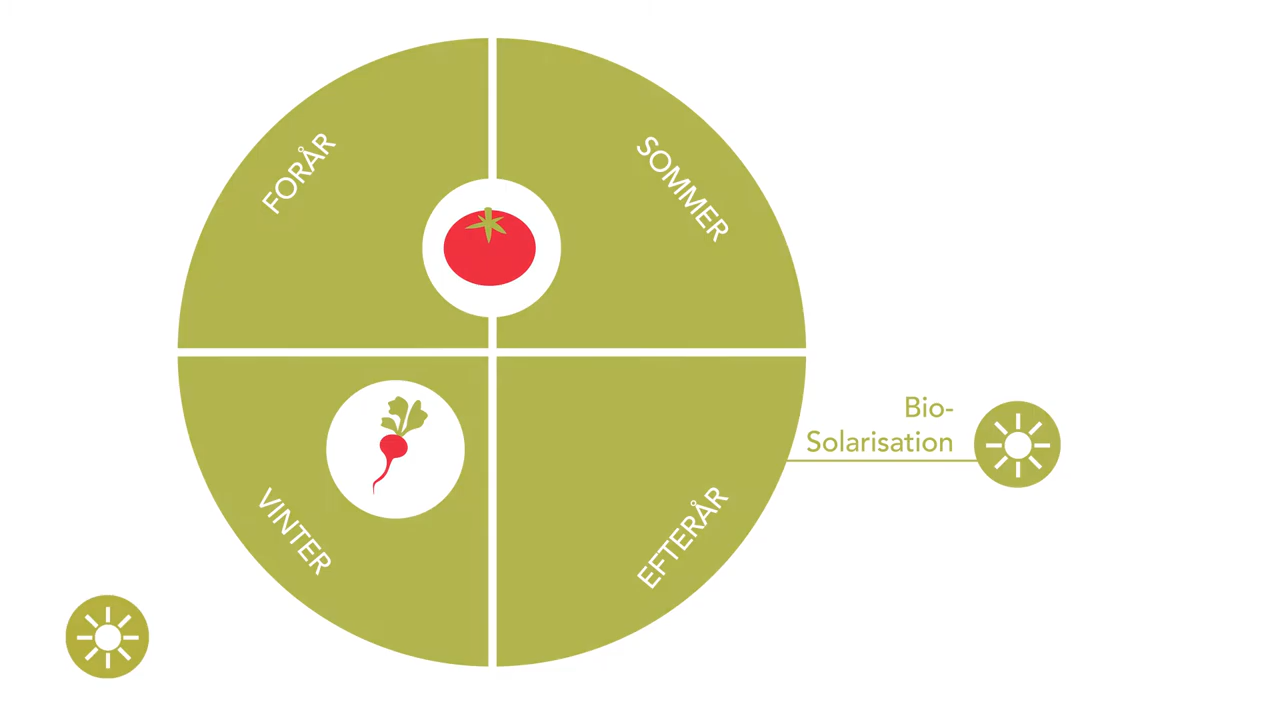 FORÅR
SOMMER
Bio-
Solarisation
VINTER
EFTERÅR